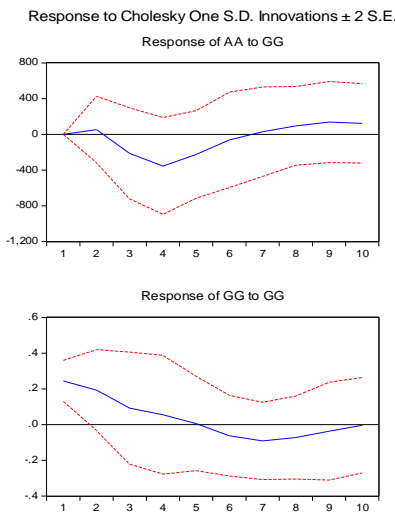 Response to Cholesky One S.D. Innovations ± 2 S.E.
Response of AA to GG
800
400
0
-400
-800
-1,200
1 2 3 4 5 6 7 8 9 10
Response of GG to GG
.6
.4
.2
.0
-.2
-.4
1 2 3 4 5 6 7 8 9 10